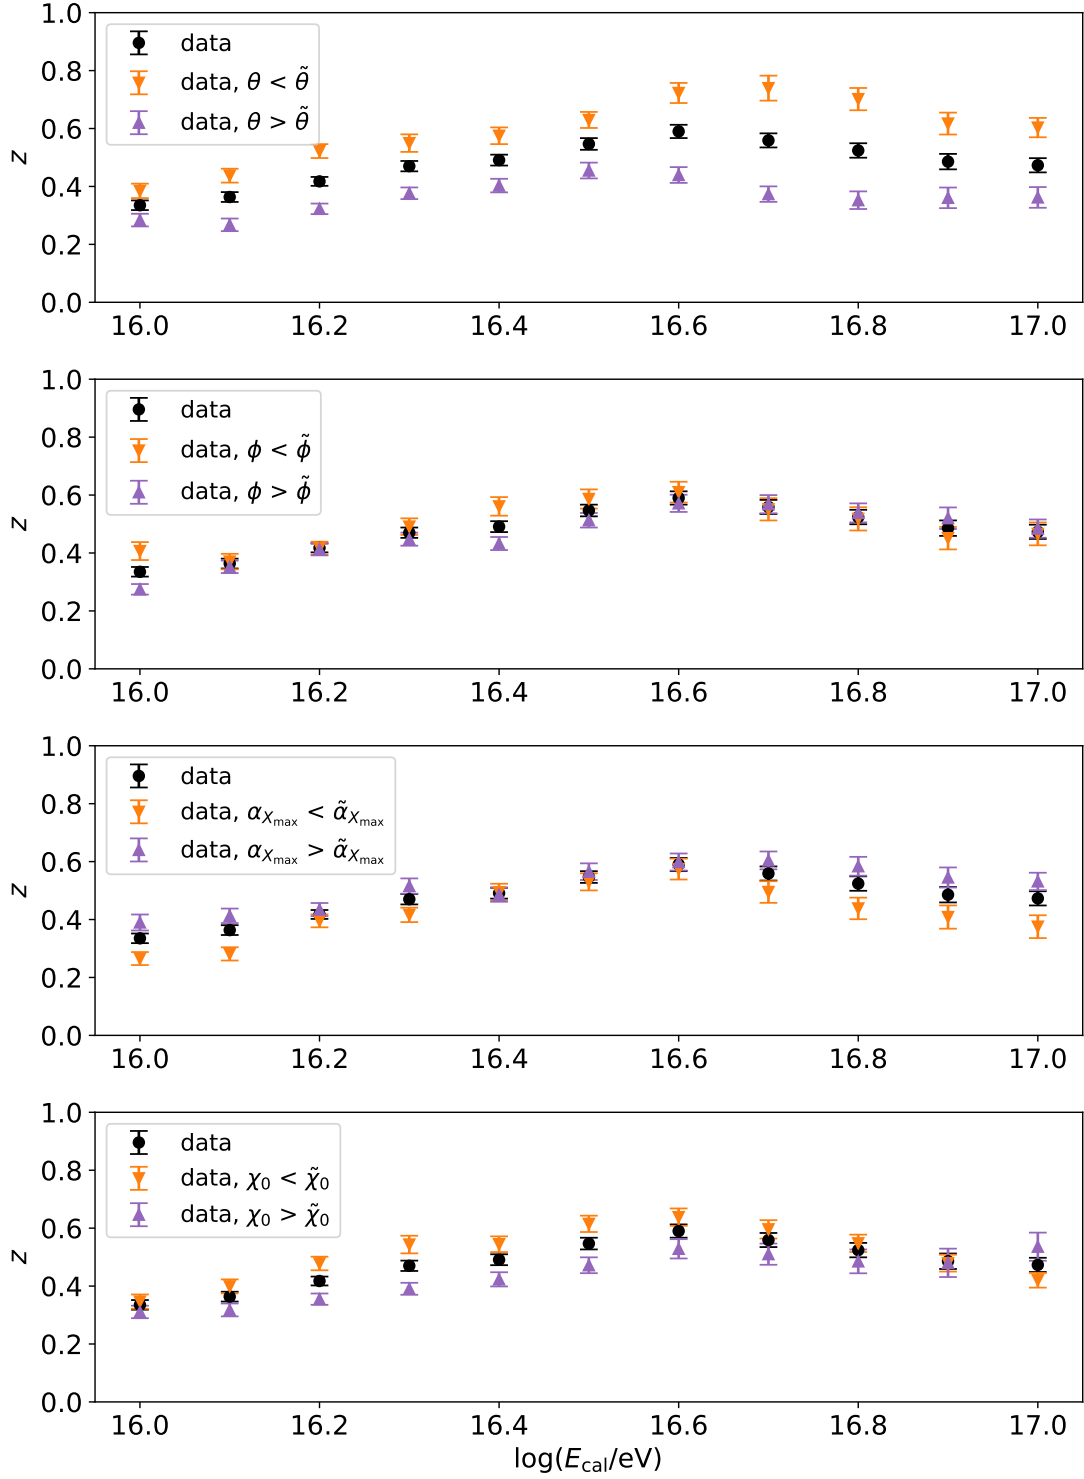 1.0
data
data, θ < θ̃
data, θ > θ̃
0.8
0.6
0.4
0.2
0.0
z
16.0 16.2 16.4 16.6 16.8 17.0
1.0
data
data, ϕ < ϕ̃
data, ϕ > ϕ̃
0.8
0.6
0.4
0.2
0.0
z
16.0 16.2 16.4 16.6 16.8 17.0
1.0
data
data, α_{X_max} < α̃_{X_max}
data, α_{X_max} > α̃_{X_max}
0.8
0.6
0.4
0.2
0.0
z
16.0 16.2 16.4 16.6 16.8 17.0
1.0
data
data, χ₀ < χ̃₀
data, χ₀ > χ̃₀
0.8
0.6
0.4
0.2
0.0
z
16.0 16.2 16.4 16.6 16.8 17.0
log(E_cal/eV)